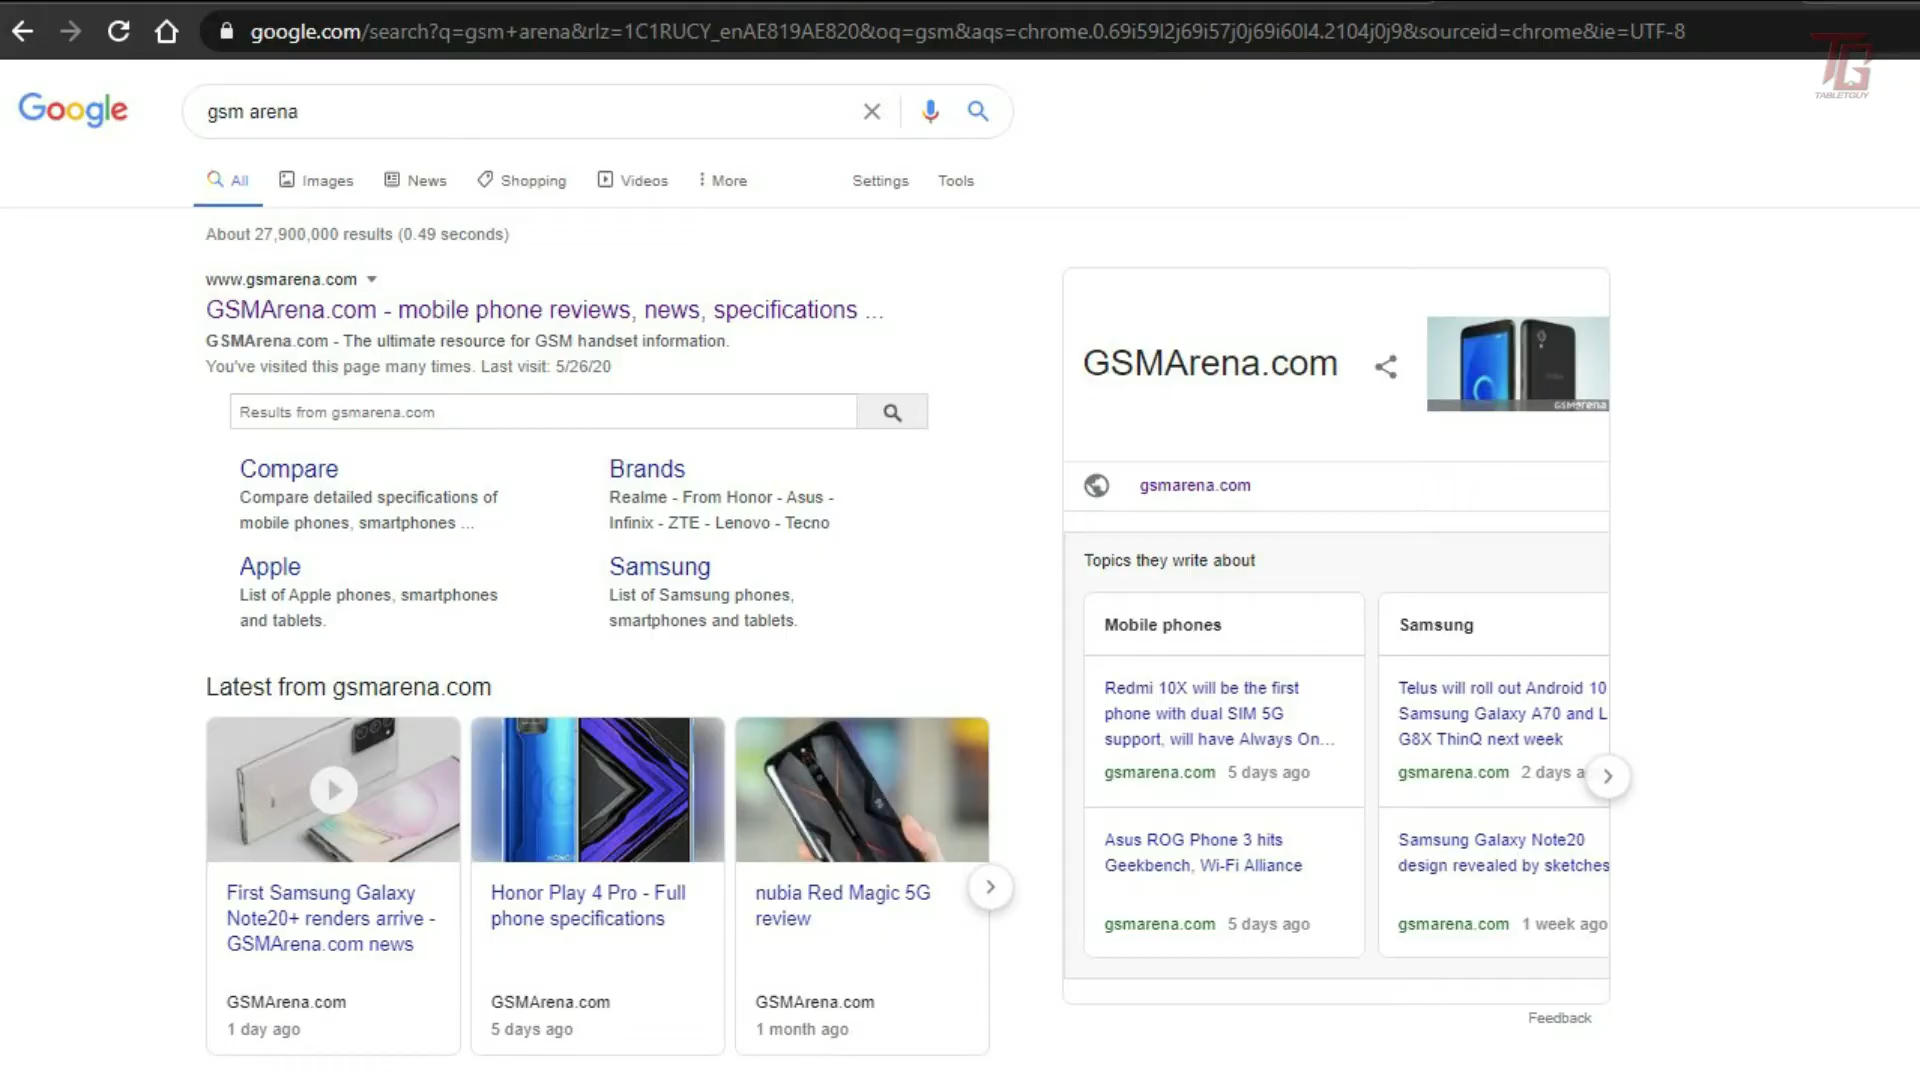 google.com/search?q=gsm+arena&rlz=1C1RUCY_enAE819AE820&oq=gsm&aqs=chrome.0.69i59l2j69i57j0j69i60l4.2104j0j9&sourceid=chrome&ie=UTF-8
TG
TABLETGUY
Google
gsm arena
All
Images
News
Shopping
Videos
More
Settings
Tools
About 27,900,000 results (0.49 seconds)
www.gsmarena.com
GSMArena.com - mobile phone reviews, news, specifications ...
GSMArena.com - The ultimate resource for GSM handset information.
You've visited this page many times. Last visit: 5/26/20
Results from gsmarena.com
Compare
Compare detailed specifications of
mobile phones, smartphones ...
Brands
Realme - From Honor - Asus -
Infinix - ZTE - Lenovo - Tecno
Apple
List of Apple phones, smartphones
and tablets.
Samsung
List of Samsung phones,
smartphones and tablets.
Latest from gsmarena.com
First Samsung Galaxy
Note20+ renders arrive -
GSMArena.com news
GSMArena.com
1 day ago
HONOR
Honor Play 4 Pro - Full
phone specifications
GSMArena.com
5 days ago
nubia Red Magic 5G
review
GSMArena.com
1 month ago
GSMArena.com
GSMArena
gsmarena.com
Topics they write about
Mobile phones
Redmi 10X will be the first
phone with dual SIM 5G
support, will have Always On...
gsmarena.com 5 days ago
Asus ROG Phone 3 hits
Geekbench, Wi-Fi Alliance
gsmarena.com 5 days ago
Samsung
Telus will roll out Android 10
Samsung Galaxy A70 and L
G8X ThinQ next week
gsmarena.com 2 days a
Samsung Galaxy Note20
design revealed by sketches
gsmarena.com 1 week ago
Feedback